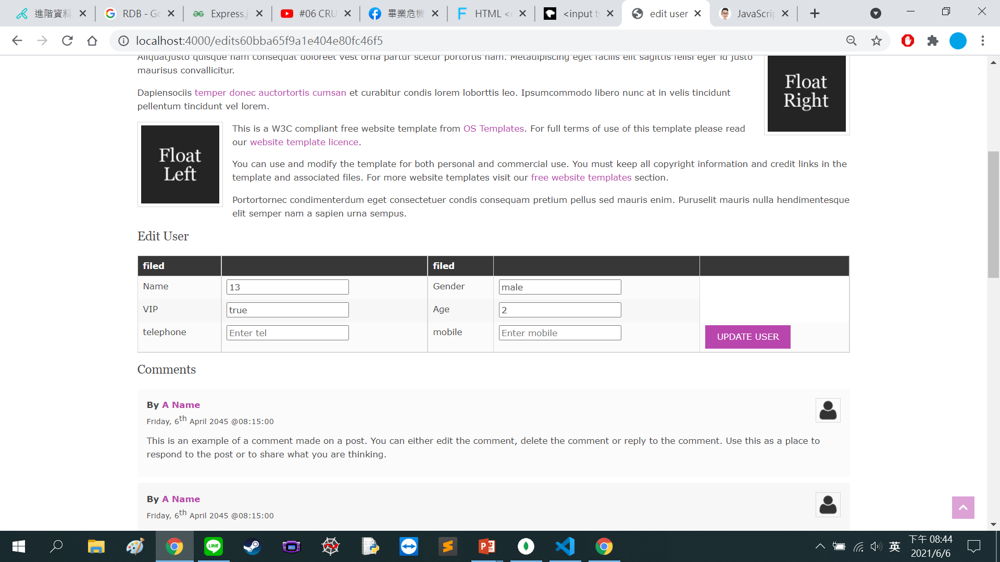 進階資料
RDB - Go
Express.j
#06 CRU
畢業危機
HTML <
<input ty
edit user
JavaScrip
localhost:4000/edits60bba65f9a1e404e80fc46f5
Aliquatjusto quisque nam consequat doloreet vest orna partur scetur portortis nam. Metadipiscing eget facilis elit sagittis felisi eger id justo
maurisus convallicitur.
Float
Right
Dapiensociis temper donec auctortortis cumsan et curabitur condis lorem loborttis leo. Ipsumcommodo libero nunc at in velis tincidunt
pellentum tincidunt vel lorem.
Float
Left
This is a W3C compliant free website template from OS Templates. For full terms of use of this template please read
our website template licence.
You can use and modify the template for both personal and commercial use. You must keep all copyright information and credit links in the
template and associated files. For more website templates visit our free website templates section.
Portortornec condimenterdum eget consectetuer condis consequam pretium pellus sed mauris enim. Puruselit mauris nulla hendimentesque
elit semper nam a sapien urna sempus.
Edit User
filed filed
Name 13 Gender male
VIP true Age 2
telephone Enter tel mobile Enter mobile UPDATE USER
Comments
By A Name
Friday, 6th April 2045 @08:15:00
This is an example of a comment made on a post. You can either edit the comment, delete the comment or reply to the comment. Use this as a place to
respond to the post or to share what you are thinking.
By A Name
Friday, 6th April 2045 @08:15:00
LINE
英
下午 08:44
2021/6/6